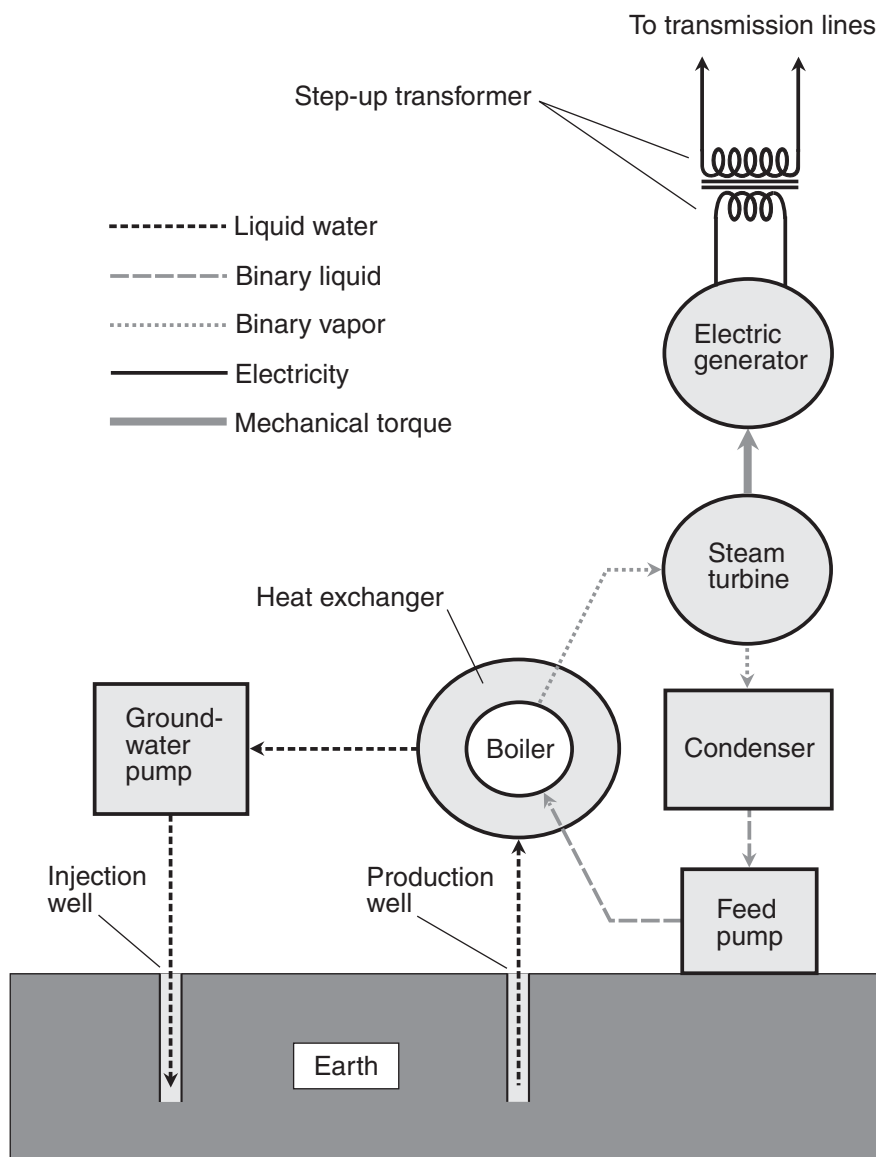 To transmission lines
Step-up transformer
Liquid water
Binary liquid
Binary vapor
Electricity
Mechanical torque
Electric
generator
Steam
turbine
Heat exchanger
Ground-
water
pump
Boiler
Condenser
Injection
well
Production
well
Feed
pump
Earth